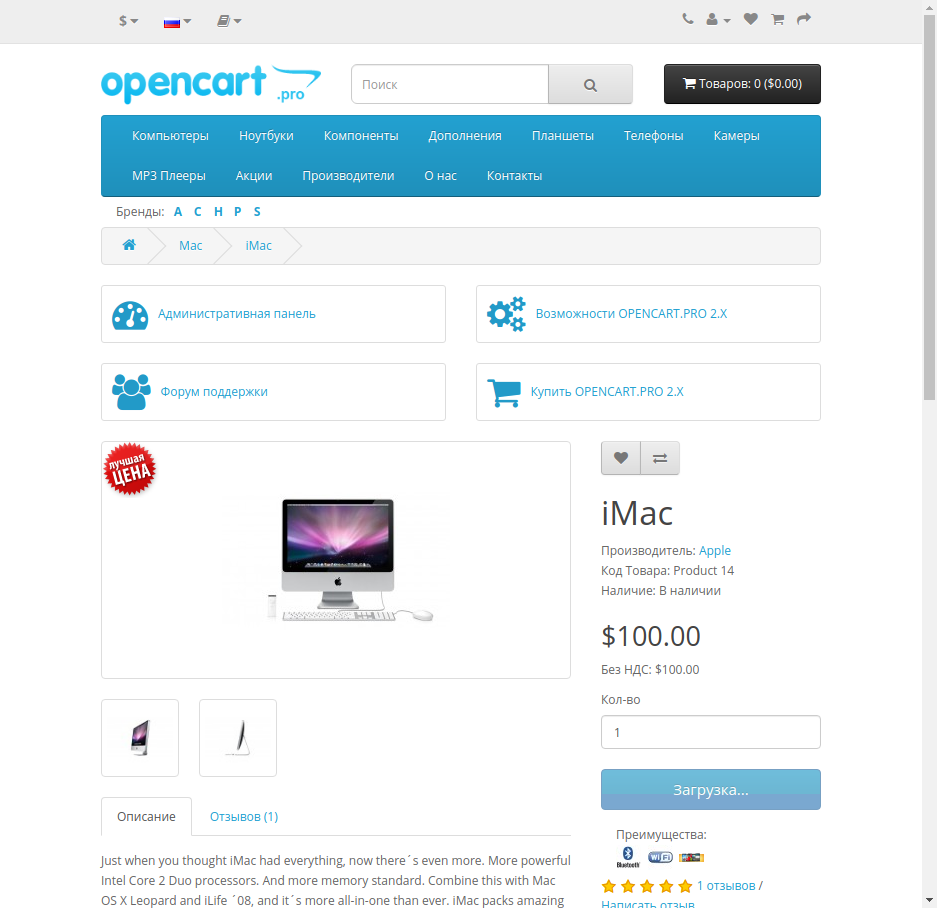 $
opencart
.pro
Поиск
Товаров: 0 ($0.00)
Компьютеры Ноутбуки Компоненты Дополнения Планшеты Телефоны Камеры
MP3 Плееры Акции Производители О нас Контакты
Бренды: A C H P S
Mac iMac
Административная панель
Возможности OPENCART.PRO 2.X
Форум поддержки
Купить OPENCART.PRO 2.X
лучшая
ЦЕНА
iMac
Производитель: Apple
Код Товара: Product 14
Наличие: В наличии
$100.00
Без НДС: $100.00
Кол-во
1
Загрузка...
Преимущества:
Bluetooth WiFi
1 отзывов /
Написать отзыв
Описание Отзывов (1)
Just when you thought iMac had everything, now there´s even more. More powerful
Intel Core 2 Duo processors. And more memory standard. Combine this with Mac
OS X Leopard and iLife ´08, and it´s more all-in-one than ever. iMac packs amazing